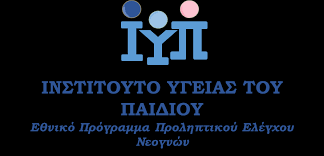 ΙΥΠ
ΙΝΣΤΙΤΟΥΤΟ ΥΓΕΙΑΣ ΤΟΥ
ΠΑΙΔΙΟΥ
Εθνικό Πρόγραμμα Προληπτικού Ελέγχου
Νεογνών